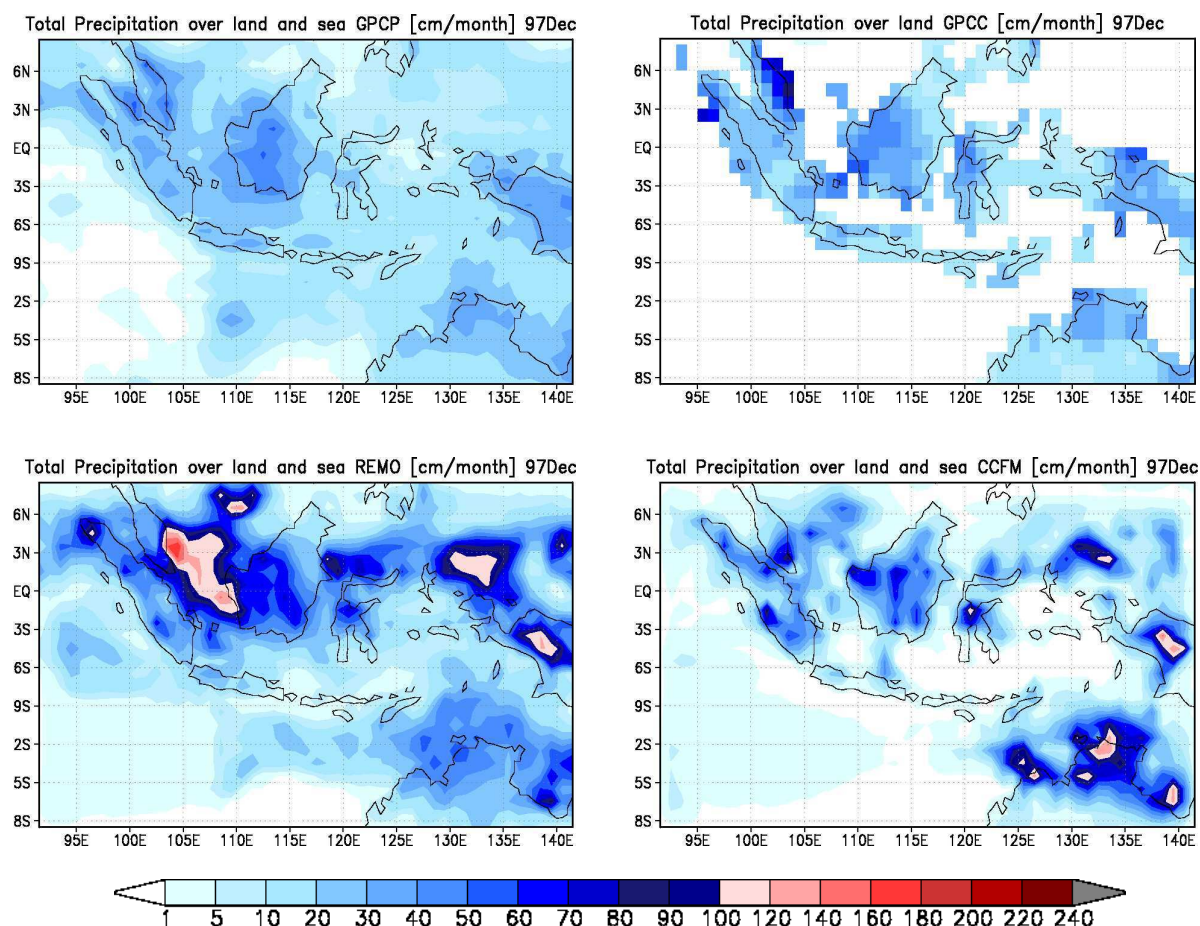 Total Precipitation over land and sea GPCP [cm/month] 97Dec
Total Precipitation over land GPCC [cm/month] 97Dec
6N
3N
EQ
3S
6S
9S
2S
5S
8S
95E 100E 105E 110E 115E 120E 125E 130E 135E 140E
6N
3N
EQ
3S
6S
9S
2S
5S
8S
95E 100E 105E 110E 115E 120E 125E 130E 135E 140E
Total Precipitation over land and sea REMO [cm/month] 97Dec
Total Precipitation over land and sea CCFM [cm/month] 97Dec
6N
3N
EQ
3S
6S
9S
2S
5S
8S
95E 100E 105E 110E 115E 120E 125E 130E 135E 140E
6N
3N
EQ
3S
6S
9S
2S
5S
8S
95E 100E 105E 110E 115E 120E 125E 130E 135E 140E
1 5 10 20 30 40 50 60 70 80 90 100 120 140 160 180 200 220 240